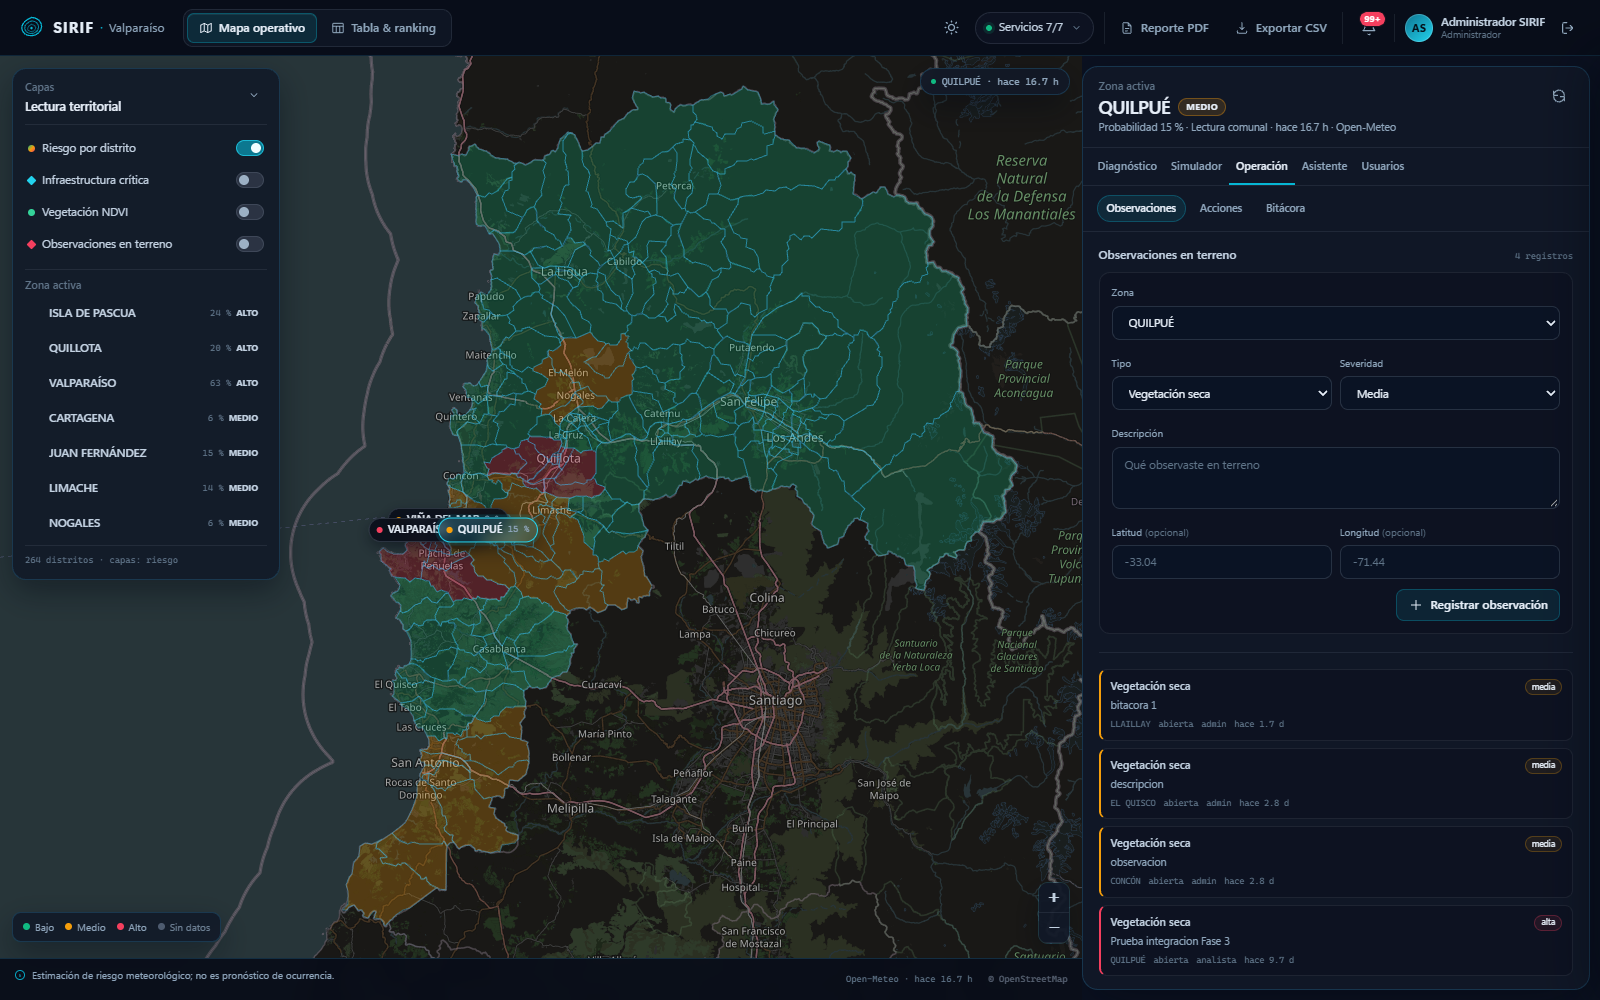 SIRIF · Valparaíso
Mapa operativo
Tabla & ranking
Servicios 7/7
Reporte PDF
Exportar CSV
99+
AS
Administrador SIRIF
Administrador
Capas
Lectura territorial
Riesgo por distrito
Infraestructura crítica
Vegetación NDVI
Observaciones en terreno
Zona activa
ISLA DE PASCUA 24 % ALTO
QUILLOTA 20 % ALTO
VALPARAÍSO 63 % ALTO
CARTAGENA 6 % MEDIO
JUAN FERNÁNDEZ 15 % MEDIO
LIMACHE 14 % MEDIO
NOGALES 6 % MEDIO
264 distritos · capas: riesgo
QUILPUÉ · hace 16.7 h
Reserva
Natural
de la Defensa
Los Manantiales
Petorca
Cabildo
La Ligua
Papudo
Zapallar
Maitencillo
Putaendo
Parque
Provincial
Aconcagua
El Melón
Nogales
Ventanas
Quintero
La Calera
Catemu
San Felipe
La Cruz
Llaillay
Los Andes
Quillota
Concón
Limache
VALPARAÍS
QUILPUÉ 15 %
Placilla de
Peñuelas
Tiltil
Colina
Batuco
Lampa
Chicureo
Santuario
de la Naturaleza
Yerba Loca
Parque
Nacional
Glaciares
de Santiago
Casablanca
El Quisco
El Tabo
Las Cruces
Curacaví
Santiago
María Pinto
San Antonio
Bollenar
Rocas de Santo
Domingo
Peñaflor
Talagante
Melipilla
San José de
Maipo
Isla de Maipo
Buin
El Principal
Paine
Hospital
San Francisco
de Mostazal
Santuario
+
−
Bajo
Medio
Alto
Sin datos
Estimación de riesgo meteorológico; no es pronóstico de ocurrencia.
Open-Meteo · hace 16.7 h © OpenStreetMap
Zona activa
QUILPUÉ MEDIO
Probabilidad 15 % · Lectura comunal · hace 16.7 h · Open-Meteo
Diagnóstico
Simulador
Operación
Asistente
Usuarios
Observaciones
Acciones
Bitácora
Observaciones en terreno
4 registros
Zona
QUILPUÉ
Tipo
Severidad
Vegetación seca
Media
Descripción
Qué observaste en terreno
Latitud (opcional)
Longitud (opcional)
-33.04
-71.44
+ Registrar observación
Vegetación seca
media
bitacora 1
LLAILLAY abierta admin hace 1.7 d
Vegetación seca
media
descripcion
EL QUISCO abierta admin hace 2.8 d
Vegetación seca
media
observacion
CONCÓN abierta admin hace 2.8 d
Vegetación seca
alta
Prueba integracion Fase 3
QUILPUÉ abierta analista hace 9.7 d